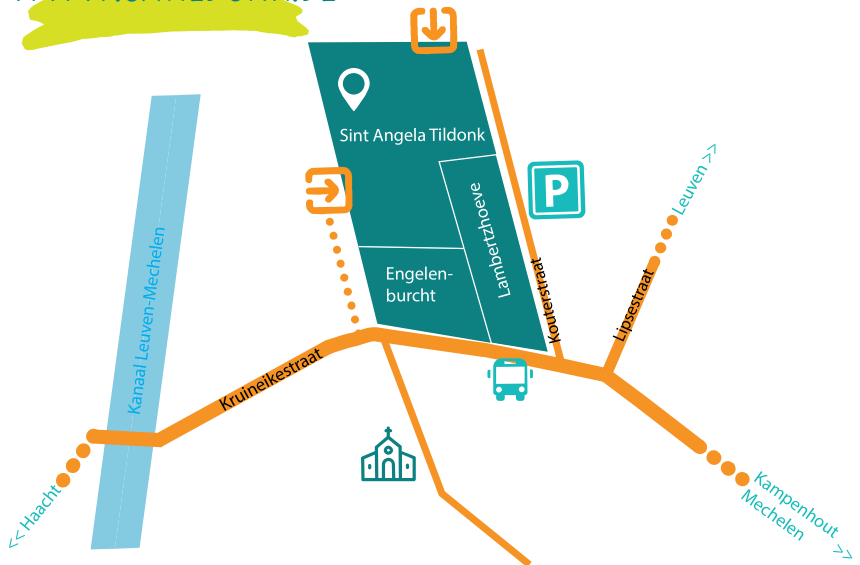 Sint Angela Tildonk
P
Lambertzhoeve
Engelen-
burcht
Kouterstraat
Lipsestraat
Leuven >>
Kanaal Leuven-Mechelen
Kruineikestraat
<< Haacht
Kampenhout
Mechelen >>